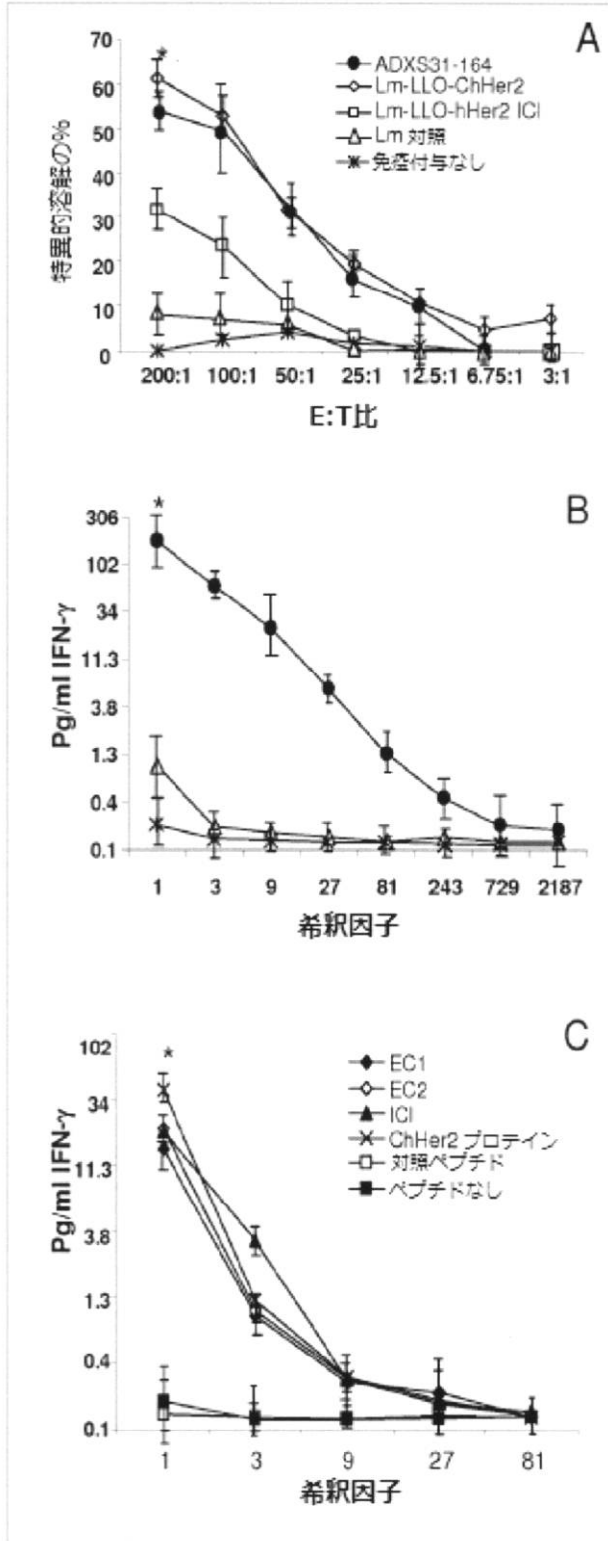 A
特異的溶解の%
70
60
50
40
30
20
10
0
*
ADXS31-164
Lm-LLO-ChHer2
Lm-LLO-hHer2 ICI
Lm 対照
免疫付与なし
200:1 100:1 50:1 25:1 12.5:1 6.75:1 3:1
E:T比
B
Pg/ml IFN-γ
306
102
34
11.3
3.8
1.3
0.4
0.1
*
1 3 9 27 81 243 729 2187
希釈因子
C
Pg/ml IFN-γ
102
34
11.3
3.8
1.3
0.4
0.1
*
EC1
EC2
ICI
ChHer2 プロテイン
対照ペプチド
ペプチドなし
1 3 9 27 81
希釈因子